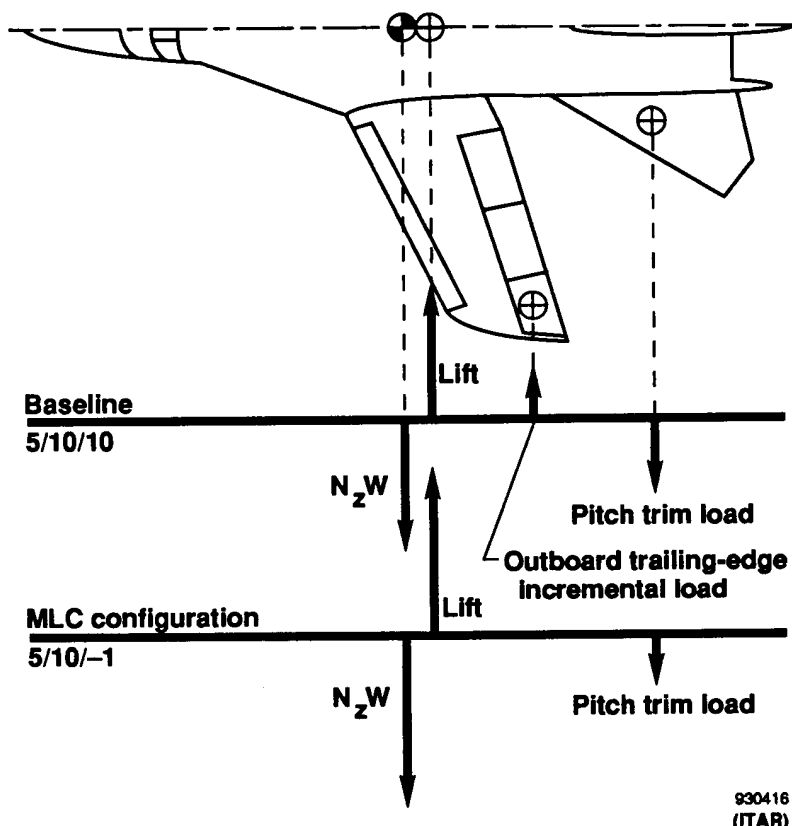 Lift
Baseline
5/10/10
N_zW
Pitch trim load
Outboard trailing-edge
incremental load
Lift
MLC configuration
5/10/–1
N_zW
Pitch trim load
930416
(ITAR)